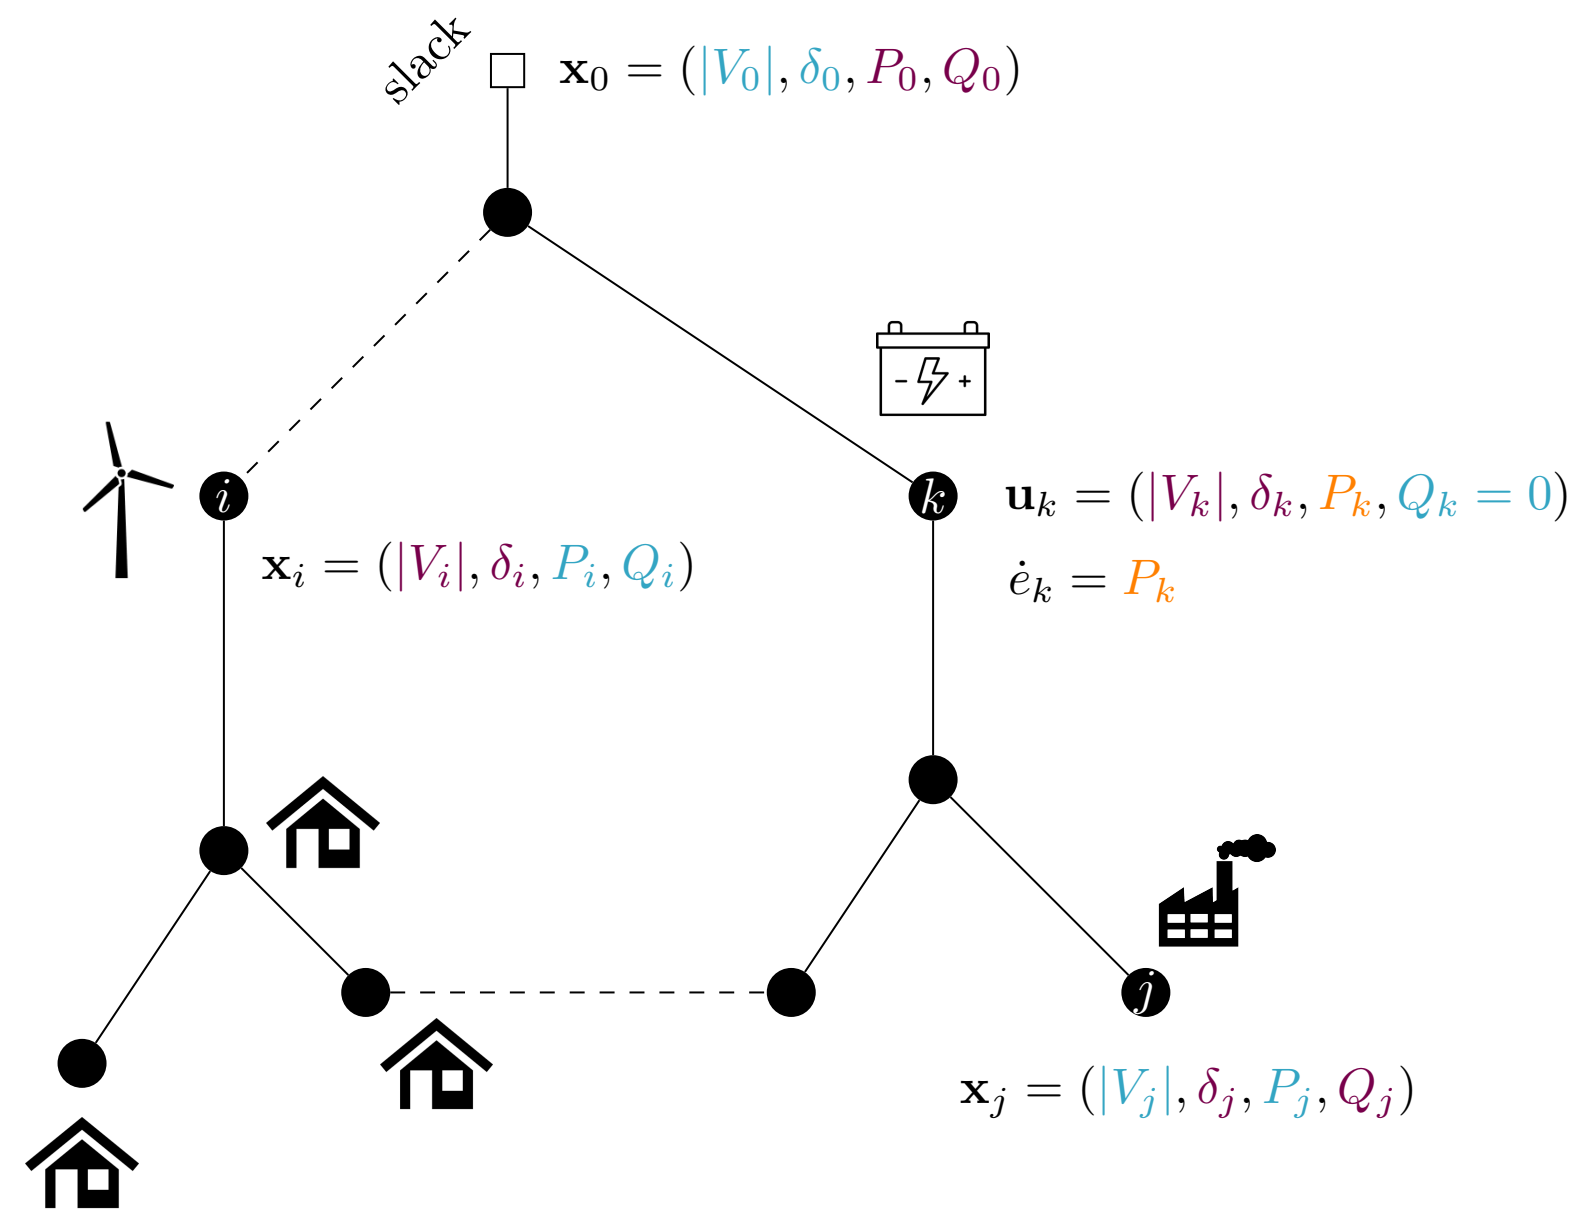 slack
𝐱₀ = (|V₀|, δ₀, P₀, Q₀)
- +
i
k
𝐮ₖ = (|Vₖ|, δₖ, Pₖ, Qₖ = 0)
𝐱ᵢ = (|Vᵢ|, δᵢ, Pᵢ, Qᵢ)
ėₖ = Pₖ
j
𝐱ⱼ = (|Vⱼ|, δⱼ, Pⱼ, Qⱼ)